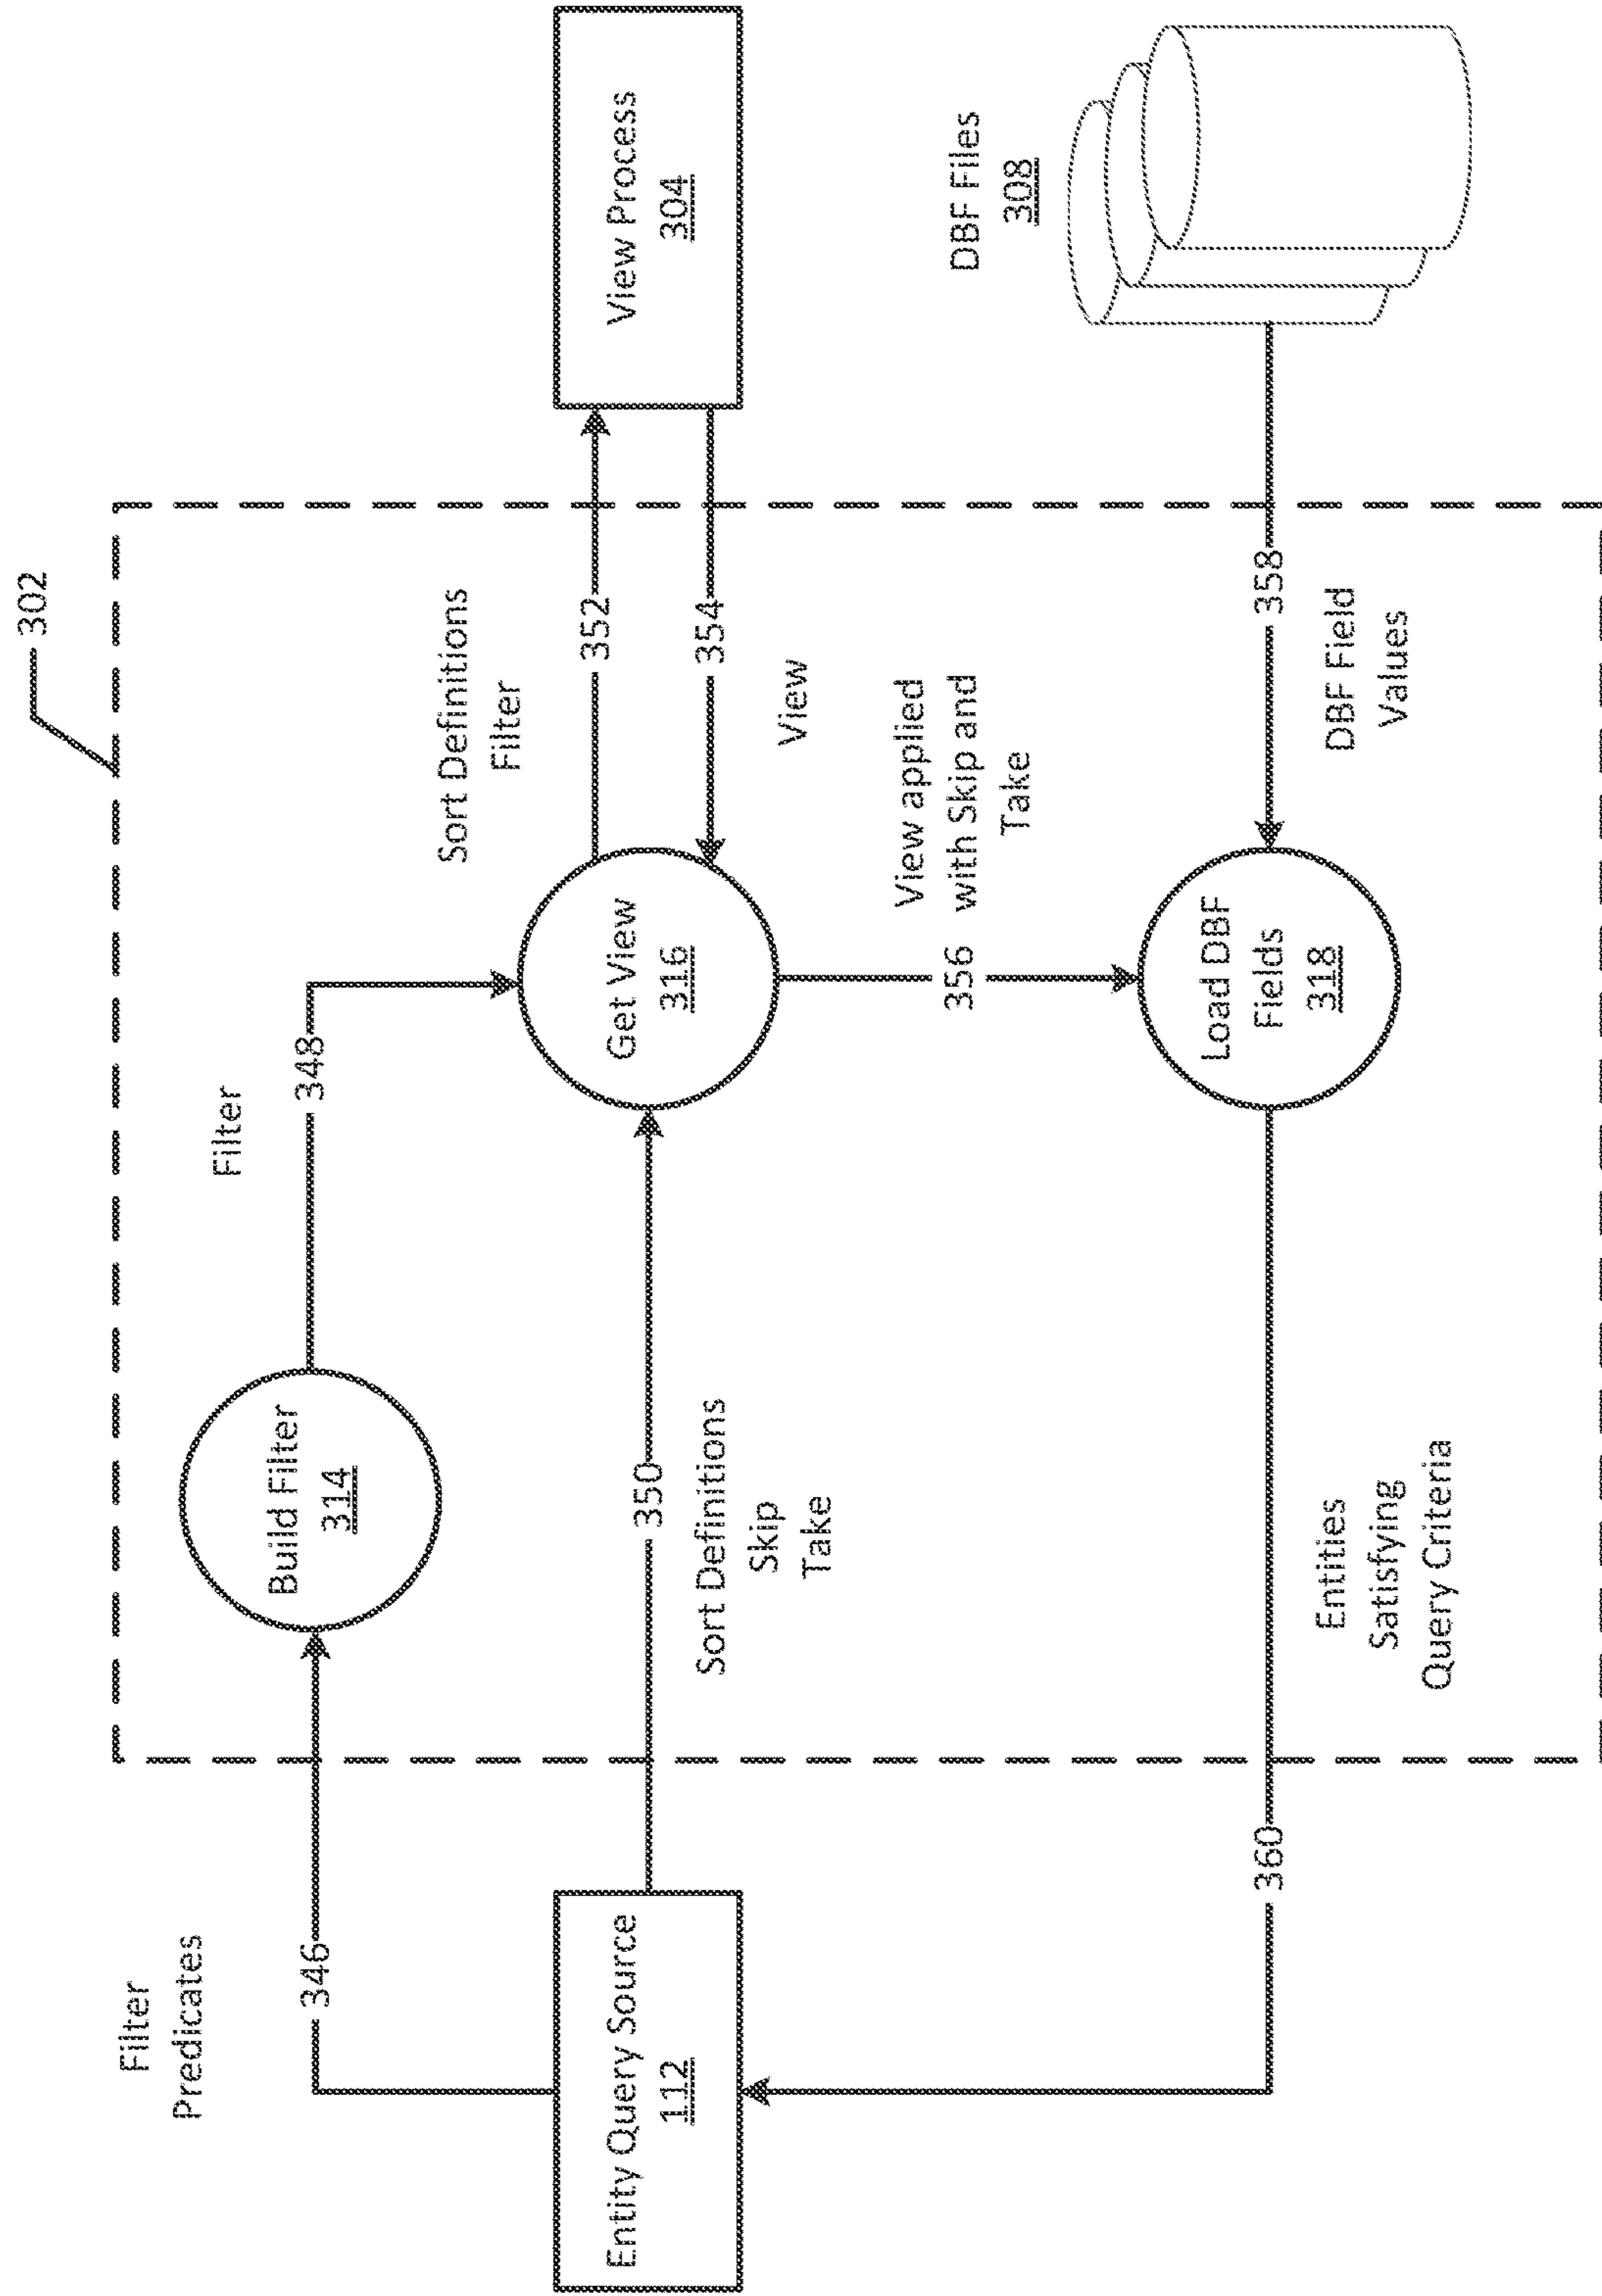 302
Filter
Predicates
346
Build Filter
314
Filter
348
Sort Definitions
Filter
352
Entity Query Source
112
350
Sort Definitions
Skip
Take
Get View
316
354
View
View Process
304
356
View applied
with Skip and
Take
DBF Files
308
360
Entities
Satisfying
Query Criteria
Load DBF
Fields
318
358
DBF Field
Values